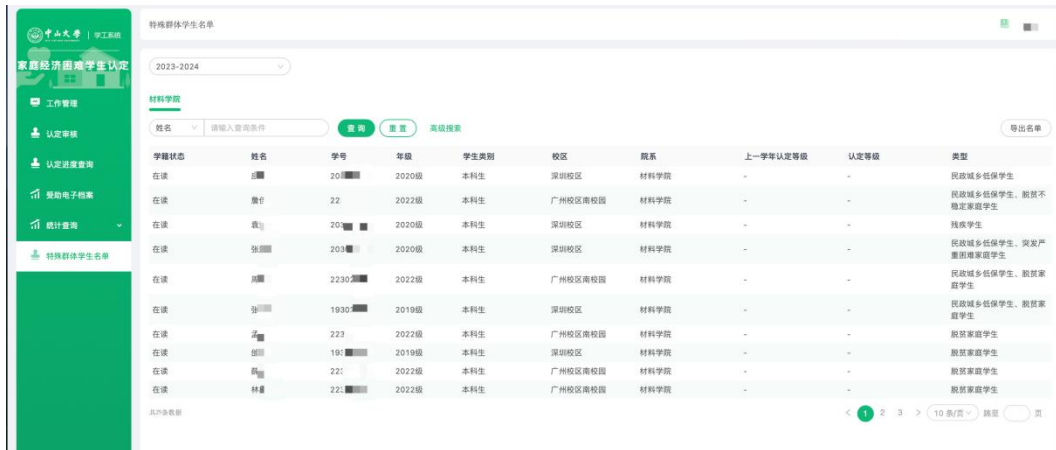 中山大學 | 学工系统
家庭经济困难学生认定
工作管理
认定审核
认定进度查询
受助电子档案
统计查询
特殊群体学生名单
特殊群体学生名单
2023-2024
材料学院
姓名 请输入查询条件 查询 重置 高级搜索 导出名单
学籍状态 姓名 学号 年级 学生类别 校区 院系 上一学年认定等级 认定等级 类型
在读 20 2020级 本科生 深圳校区 材料学院 - - 民政城乡低保学生
在读 22 2022级 本科生 广州校区南校园 材料学院 - - 民政城乡低保学生、脱贫不
稳定家庭学生
在读 2020级 本科生 深圳校区 材料学院 - - 残疾学生
在读 张 203 2020级 本科生 深圳校区 材料学院 - - 民政城乡低保学生、突发严
重困难家庭学生
在读 2230 2022级 本科生 广州校区南校园 材料学院 - - 民政城乡低保学生、脱贫家
庭学生
在读 张 1930 2019级 本科生 深圳校区 材料学院 - - 民政城乡低保学生、脱贫家
庭学生
在读 孟 223 2022级 本科生 广州校区南校园 材料学院 - - 脱贫家庭学生
在读 19 2019级 本科生 深圳校区 材料学院 - - 脱贫家庭学生
在读 22 2022级 本科生 广州校区南校园 材料学院 - - 脱贫家庭学生
在读 林 22 2022级 本科生 广州校区南校园 材料学院 - - 脱贫家庭学生
条数据 < 1 2 3 > 10 条/页 跳至 页